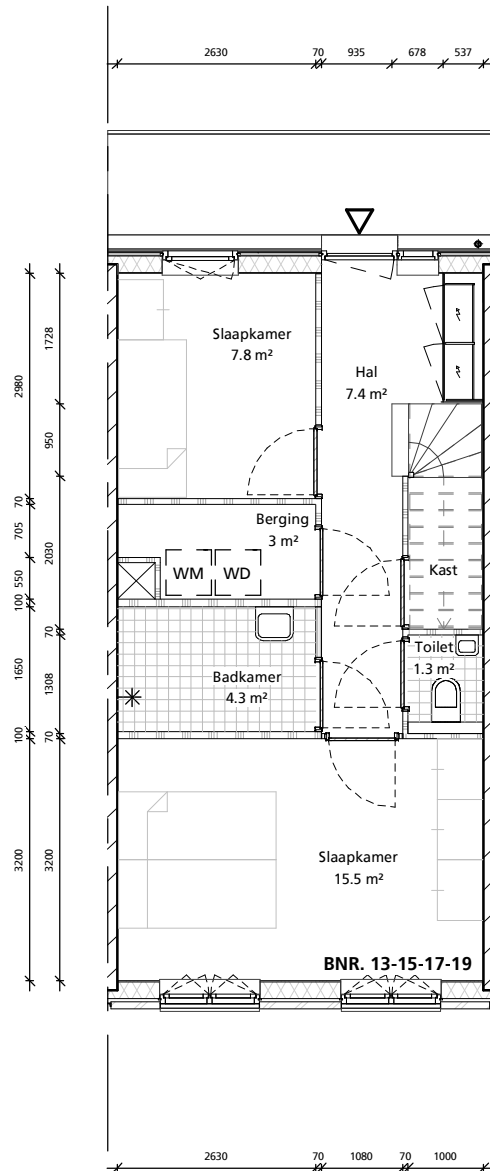 2630 70 935 678 537
Slaapkamer
7.8 m²
Hal
7.4 m²
Berging
3 m²
WM WD
Kast
Toilet
1.3 m²
Badkamer
4.3 m²
Slaapkamer
15.5 m²
BNR. 13-15-17-19
2980
70
705
550
100
1650
100
3200
1728
950
2030
70
1308
70
3200
2630 70 1080 70 1000